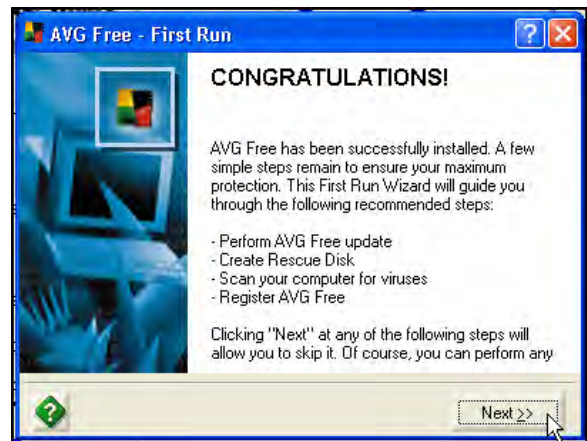 AVG Free - First Run
?
CONGRATULATIONS!
AVG Free has been successfully installed. A few
simple steps remain to ensure your maximum
protection. This First Run Wizard will guide you
through the following recommended steps:
- Perform AVG Free update
- Create Rescue Disk
- Scan your computer for viruses
- Register AVG Free
Clicking "Next" at any of the following steps will
allow you to skip it. Of course, you can perform any
?
Next >>